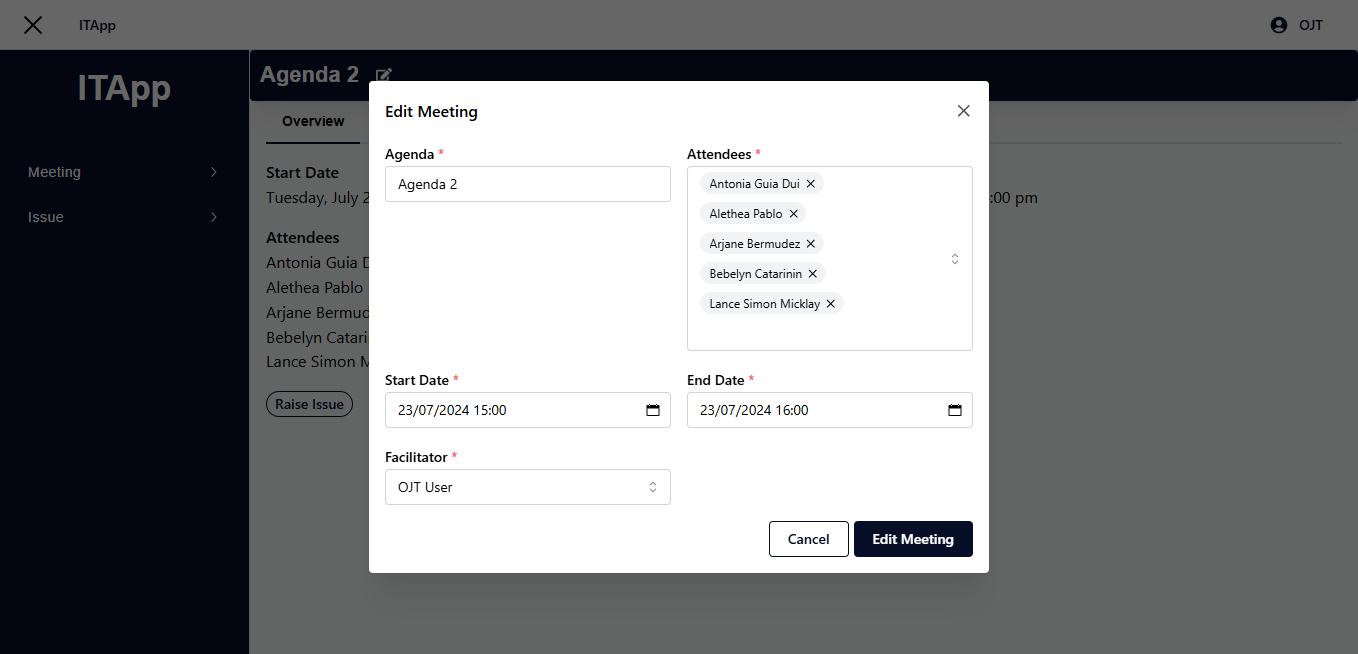 ITApp
OJT
ITApp
Meeting
Issue
Agenda 2
Overview
Start Date
Tuesday, July 2
:00 pm
Attendees
Antonia Guia D
Alethea Pablo
Arjane Bermud
Bebelyn Catari
Lance Simon M
Raise Issue
Edit Meeting
Agenda *
Agenda 2
Attendees *
Antonia Guia Dui
Alethea Pablo
Arjane Bermudez
Bebelyn Catarinin
Lance Simon Micklay
Start Date *
23/07/2024 15:00
End Date *
23/07/2024 16:00
Facilitator *
OJT User
Cancel
Edit Meeting